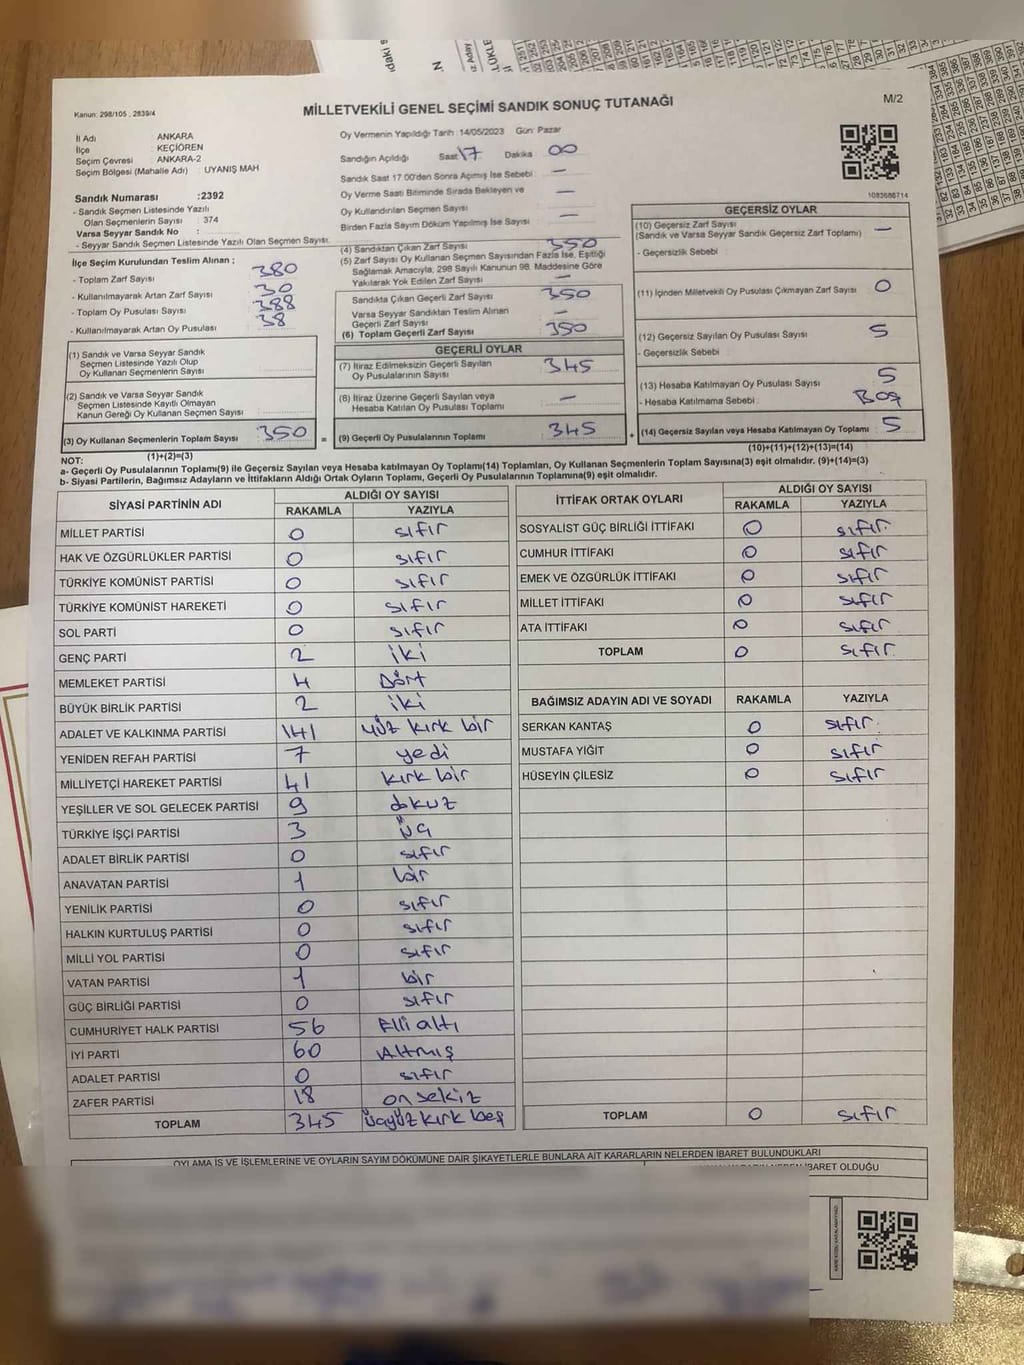 Kanun: 298/105 , 2839/4
MİLLETVEKİLİ GENEL SEÇİMİ SANDIK SONUÇ TUTANAĞI
M/2
İl Adı ANKARA
İlçe KEÇİÖREN
Seçim Çevresi ANKARA-2
Seçim Bölgesi (Mahalle Adı) : UYANIŞ MAH
Sandık Numarası :2392
- Sandık Seçmen Listesinde Yazılı
Olan Seçmenlerin Sayısı : 374
Varsa Seyyar Sandık No :
- Seyyar Sandık Seçmen Listesinde Yazılı Olan Seçmen Sayısı:
Oy Vermenin Yapıldığı Tarih :14/05/2023 Gün: Pazar
Sandığın Açıldığı Saat 17 Dakika 00
Sandık Saat 17.00'den Sonra Açımış İse Sebebi : —
Oy Verme Saati Bitiminde Sırada Bekleyen ve —
Oy Kullandırılan Seçmen Sayısı
Birden Fazla Sayım Döküm Yapılmış İse Sayısı : —
1083686714
İlçe Seçim Kurulundan Teslim Alınan ;
- Toplam Zarf Sayısı 380
- Kullanılmayarak Artan Zarf Sayısı 30
- Toplam Oy Pusulası Sayısı 388
- Kullanılmayarak Artan Oy Pusulası 38
(1) Sandık ve Varsa Seyyar Sandık
Seçmen Listesinde Yazılı Olup
Oy Kullanan Seçmenlerin Sayısı :
(2) Sandık ve Varsa Seyyar Sandık
Seçmen Listesinde Kayıtlı Olmayan
Kanun Gereği Oy Kullanan Seçmen Sayısı :
(3) Oy Kullanan Seçmenlerin Toplam Sayısı 350 =
(1)+(2)=(3)
(4) Sandıktan Çıkan Zarf Sayısı 350
(5) Zarf Sayısı Oy Kullanan Seçmen Sayısından Fazla İse, Eşitliği
Sağlamak Amacıyla, 298 Sayılı Kanunun 98. Maddesine Göre
Yakılarak Yok Edilen Zarf Sayısı : —
Sandıkta Çıkan Geçerli Zarf Sayısı 350
Varsa Seyyar Sandıktan Teslim Alınan
Geçerli Zarf Sayısı : —
(6) Toplam Geçerli Zarf Sayısı 350
GEÇERLİ OYLAR
(7) İtiraz Edilmeksizin Geçerli Sayılan
Oy Pusulalarının Sayısı : 345
(8) İtiraz Üzerine Geçerli Sayılan veya
Hesaba Katılan Oy Pusulası Toplamı —
(9) Geçerli Oy Pusulalarının Toplamı 345 +
GEÇERSİZ OYLAR
(10) Geçersiz Zarf Sayısı
(Sandık ve Varsa Seyyar Sandık Geçersiz Zarf Toplamı) —
- Geçersizlik Sebebi :
(11) İçinden Milletvekili Oy Pusulası Çıkmayan Zarf Sayısı 0
(12) Geçersiz Sayılan Oy Pusulası Sayısı 5
- Geçersizlik Sebebi :
(13) Hesaba Katılmayan Oy Pusulası Sayısı 5
- Hesaba Katılmama Sebebi : Boş
(14) Geçersiz Sayılan veya Hesaba Katılmayan Oy Toplamı 5
(10)+(11)+(12)+(13)=(14)
NOT:
a- Geçerli Oy Pusulalarının Toplamı(9) ile Geçersiz Sayılan veya Hesaba katılmayan Oy Toplamı(14) Toplamları, Oy Kullanan Seçmenlerin Toplam Sayısına(3) eşit olmalıdır. (9)+(14)=(3)
b- Siyasi Partilerin, Bağımsız Adayların ve İttifakların Aldığı Ortak Oyların Toplamı, Geçerli Oy Pusulalarının Toplamına(9) eşit olmalıdır.
SİYASİ PARTİNİN ADI ALDIĞI OY SAYISI
RAKAMLA YAZIYLA
MİLLET PARTİSİ 0 sıfır
HAK VE ÖZGÜRLÜKLER PARTİSİ 0 sıfır
TÜRKİYE KOMÜNİST PARTİSİ 0 sıfır
TÜRKİYE KOMÜNİST HAREKETİ 0 sıfır
SOL PARTİ 0 sıfır
GENÇ PARTİ 2 iki
MEMLEKET PARTİSİ 4 Dört
BÜYÜK BİRLİK PARTİSİ 2 iki
ADALET VE KALKINMA PARTİSİ 141 yüz kırk bir
YENİDEN REFAH PARTİSİ 7 yedi
MİLLİYETÇİ HAREKET PARTİSİ 41 kırk bir
YEŞİLLER VE SOL GELECEK PARTİSİ 9 dokuz
TÜRKİYE İŞÇİ PARTİSİ 3 üç
ADALET BİRLİK PARTİSİ 0 sıfır
ANAVATAN PARTİSİ 1 bir
YENİLİK PARTİSİ 0 sıfır
HALKIN KURTULUŞ PARTİSİ 0 sıfır
MİLLİ YOL PARTİSİ 0 sıfır
VATAN PARTİSİ 1 bir
GÜÇ BİRLİĞİ PARTİSİ 0 sıfır
CUMHURİYET HALK PARTİSİ 56 Elli altı
İYİ PARTİ 60 Altmış
ADALET PARTİSİ 0 sıfır
ZAFER PARTİSİ 18 on sekiz
TOPLAM 345 üçyüz kırk beş
İTTİFAK ORTAK OYLARI ALDIĞI OY SAYISI
RAKAMLA YAZIYLA
SOSYALİST GÜÇ BİRLİĞİ İTTİFAKI 0 sıfır
CUMHUR İTTİFAKI 0 sıfır
EMEK VE ÖZGÜRLÜK İTTİFAKI 0 sıfır
MİLLET İTTİFAKI 0 sıfır
ATA İTTİFAKI 0 sıfır
TOPLAM 0 sıfır
BAĞIMSIZ ADAYIN ADI VE SOYADI RAKAMLA YAZIYLA
SERKAN KANTAŞ 0 sıfır
MUSTAFA YİĞİT 0 sıfır
HÜSEYİN ÇİLESİZ 0 sıfır
TOPLAM 0 sıfır
OYLAMA İŞ VE İŞLEMLERİNE VE OYLARIN SAYIM DÖKÜMÜNE DAİR ŞİKAYETLERLE BUNLARA AİT KARARLARIN NELERDEN İBARET BULUNDUKLARI
İBARET OLDUĞU